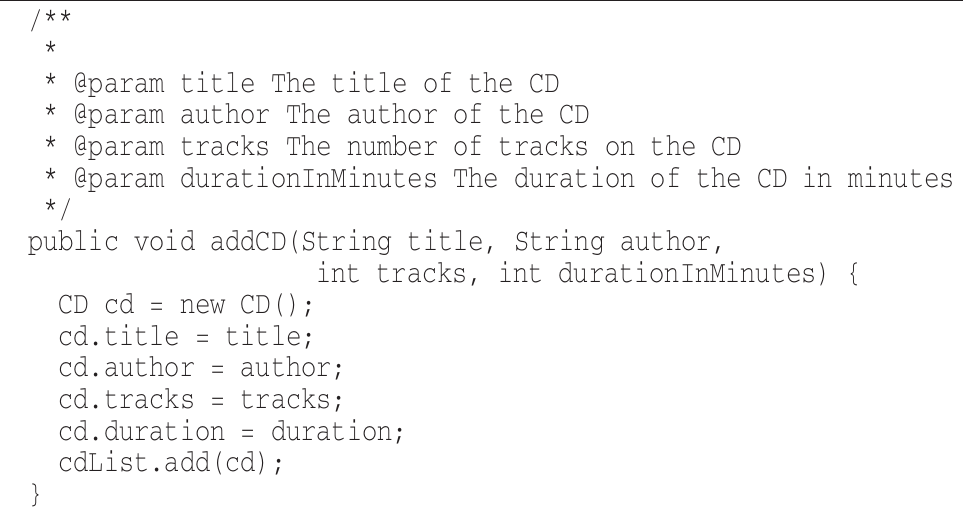 /**
 *
 * @param title The title of the CD
 * @param author The author of the CD
 * @param tracks The number of tracks on the CD
 * @param durationInMinutes The duration of the CD in minutes
 */
public void addCD(String title, String author,
                   int tracks, int durationInMinutes) {
  CD cd = new CD();
  cd.title = title;
  cd.author = author;
  cd.tracks = tracks;
  cd.duration = duration;
  cdList.add(cd);
}